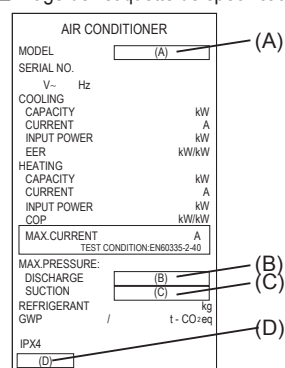 AIR CONDITIONER
MODEL (A) (A)
SERIAL NO.
V~ Hz
COOLING
CAPACITY kW
CURRENT A
INPUT POWER kW
EER kW/kW
HEATING
CAPACITY kW
CURRENT A
INPUT POWER kW
COP kW/kW
MAX.CURRENT A
TEST CONDITION:EN60335-2-40
MAX.PRESSURE:
DISCHARGE (B) (B)
SUCTION (C) (C)
REFRIGERANT kg
GWP / t - CO2eq
(D)
IPX4
(D)